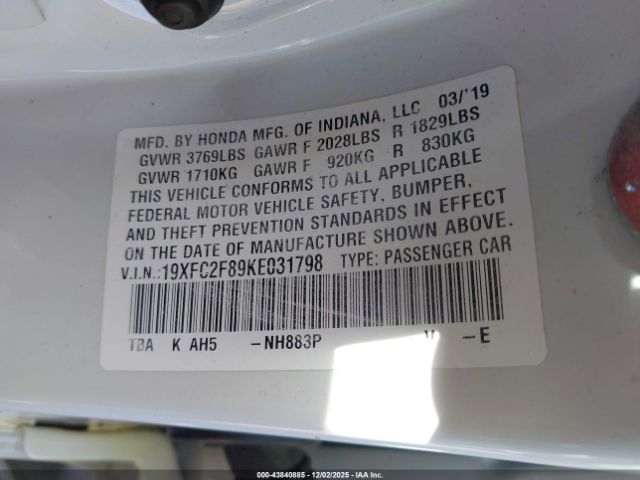 03/'19
MFD. BY HONDA MFG. OF INDIANA, LLC
GVWR 3769LBS GAWR F 2028LBS R 1829LBS
GVWR 1710KG GAWR F 920KG R 830KG
THIS VEHICLE CONFORMS TO ALL APPLICABLE
FEDERAL MOTOR VEHICLE SAFETY, BUMPER,
AND THEFT PREVENTION STANDARDS IN EFFECT
ON THE DATE OF MANUFACTURE SHOWN ABOVE.
V.I.N.:19XFC2F89KE031798 TYPE: PASSENGER CAR
TBA K AH5 -NH883P V -E
000-43840885 - 12/02/2025 - IAA Inc.